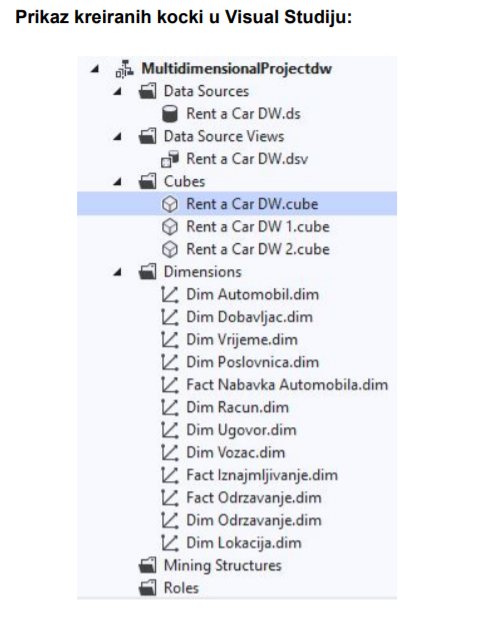 Prikaz kreiranih kocki u Visual Studiju:
MultidimensionalProjectdw
Data Sources
Rent a Car DW.ds
Data Source Views
Rent a Car DW.dsv
Cubes
Rent a Car DW.cube
Rent a Car DW 1.cube
Rent a Car DW 2.cube
Dimensions
Dim Automobil.dim
Dim Dobavljac.dim
Dim Vrijeme.dim
Dim Poslovnica.dim
Fact Nabavka Automobila.dim
Dim Racun.dim
Dim Ugovor.dim
Dim Vozac.dim
Fact Iznajmljivanje.dim
Fact Odrzavanje.dim
Dim Odrzavanje.dim
Dim Lokacija.dim
Mining Structures
Roles